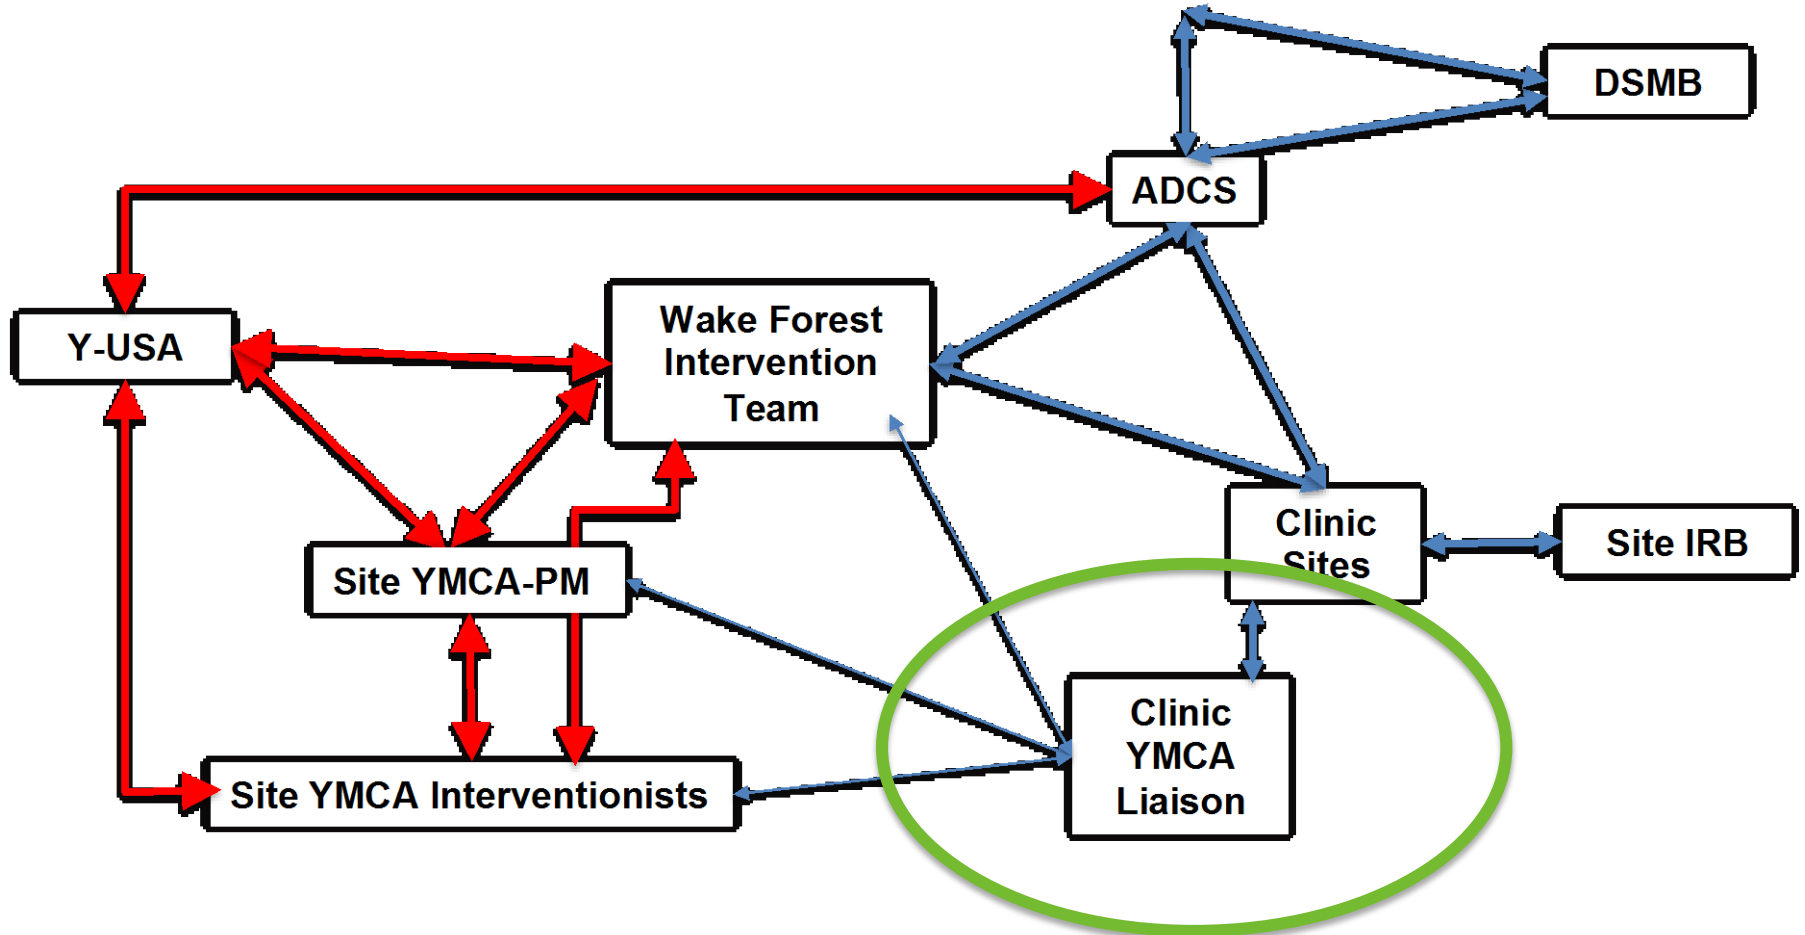 DSMB
ADCS
Wake Forest
Intervention
Team
Y-USA
Clinic
Sites
Site IRB
Site YMCA-PM
Clinic
YMCA
Liaison
Site YMCA Interventionists